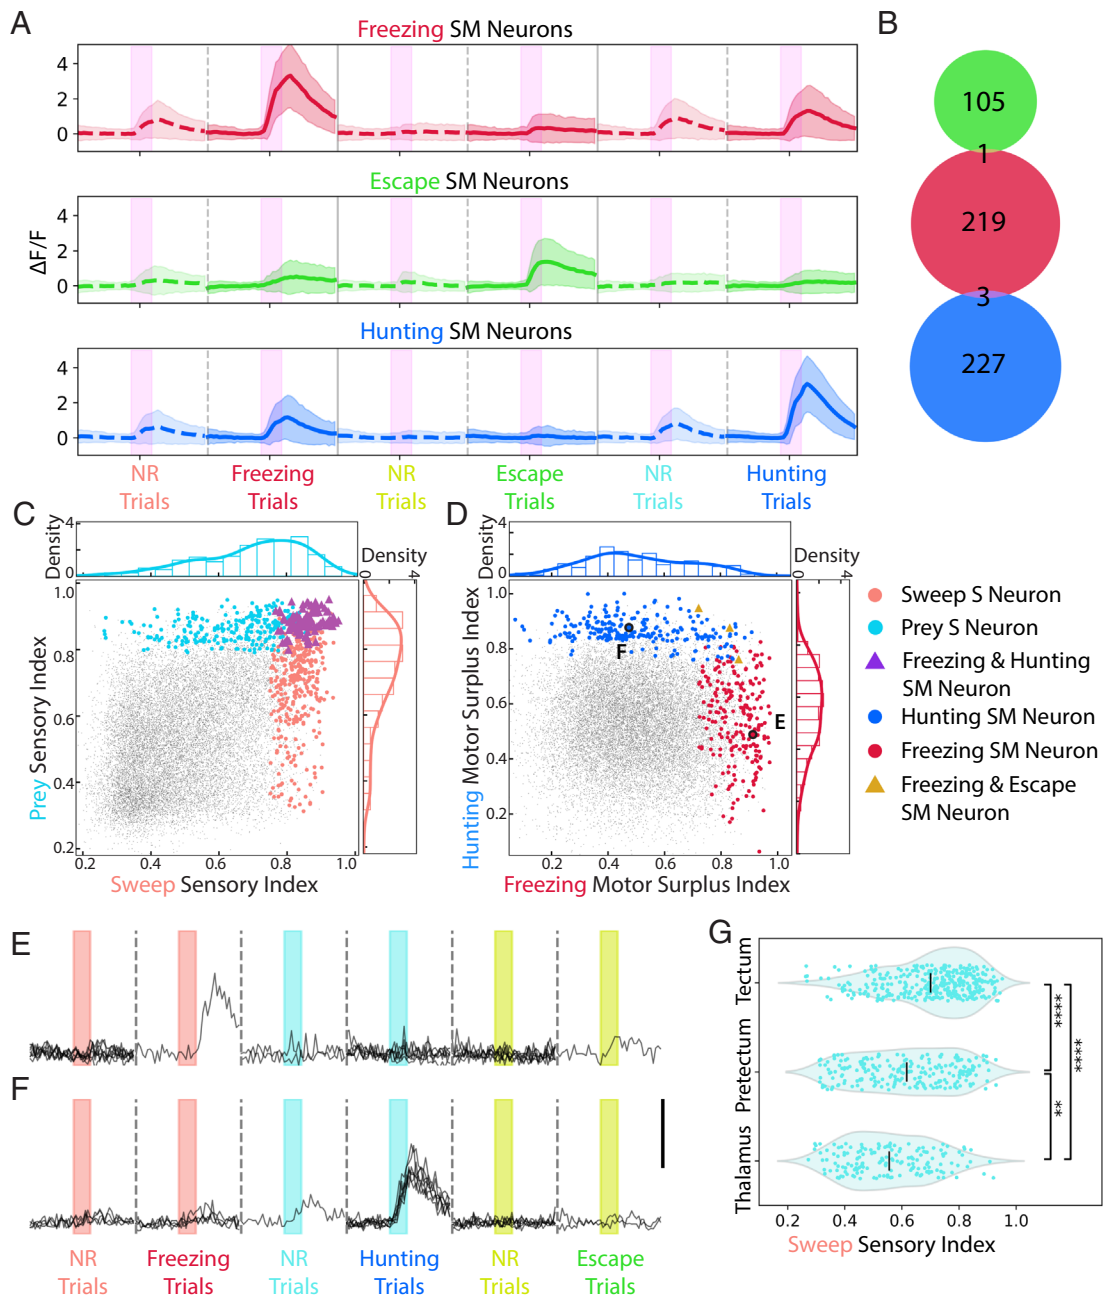 A
Freezing SM Neurons
4
2
0
Escape SM Neurons
4
2
0
ΔF/F
Hunting SM Neurons
4
2
0
NR Trials
Freezing Trials
NR Trials
Escape Trials
NR Trials
Hunting Trials
B
105
1
219
3
227
C
Density
4
0
Density
0
4
1.0
0.8
0.6
0.4
0.2
Prey Sensory Index
0.2 0.4 0.6 0.8 1.0
Sweep Sensory Index
D
Density
4
0
Density
0
4
1.0
0.8
0.6
0.4
0.2
Hunting Motor Surplus Index
F
E
0.2 0.4 0.6 0.8 1.0
Freezing Motor Surplus Index
Sweep S Neuron
Prey S Neuron
Freezing & Hunting
SM Neuron
Hunting SM Neuron
Freezing SM Neuron
Freezing & Escape
SM Neuron
E
F
NR Trials
Freezing Trials
NR Trials
Hunting Trials
NR Trials
Escape Trials
G
Tectum
Pretectum
Thalamus
****
**
****
0.2 0.4 0.6 0.8 1.0
Sweep Sensory Index